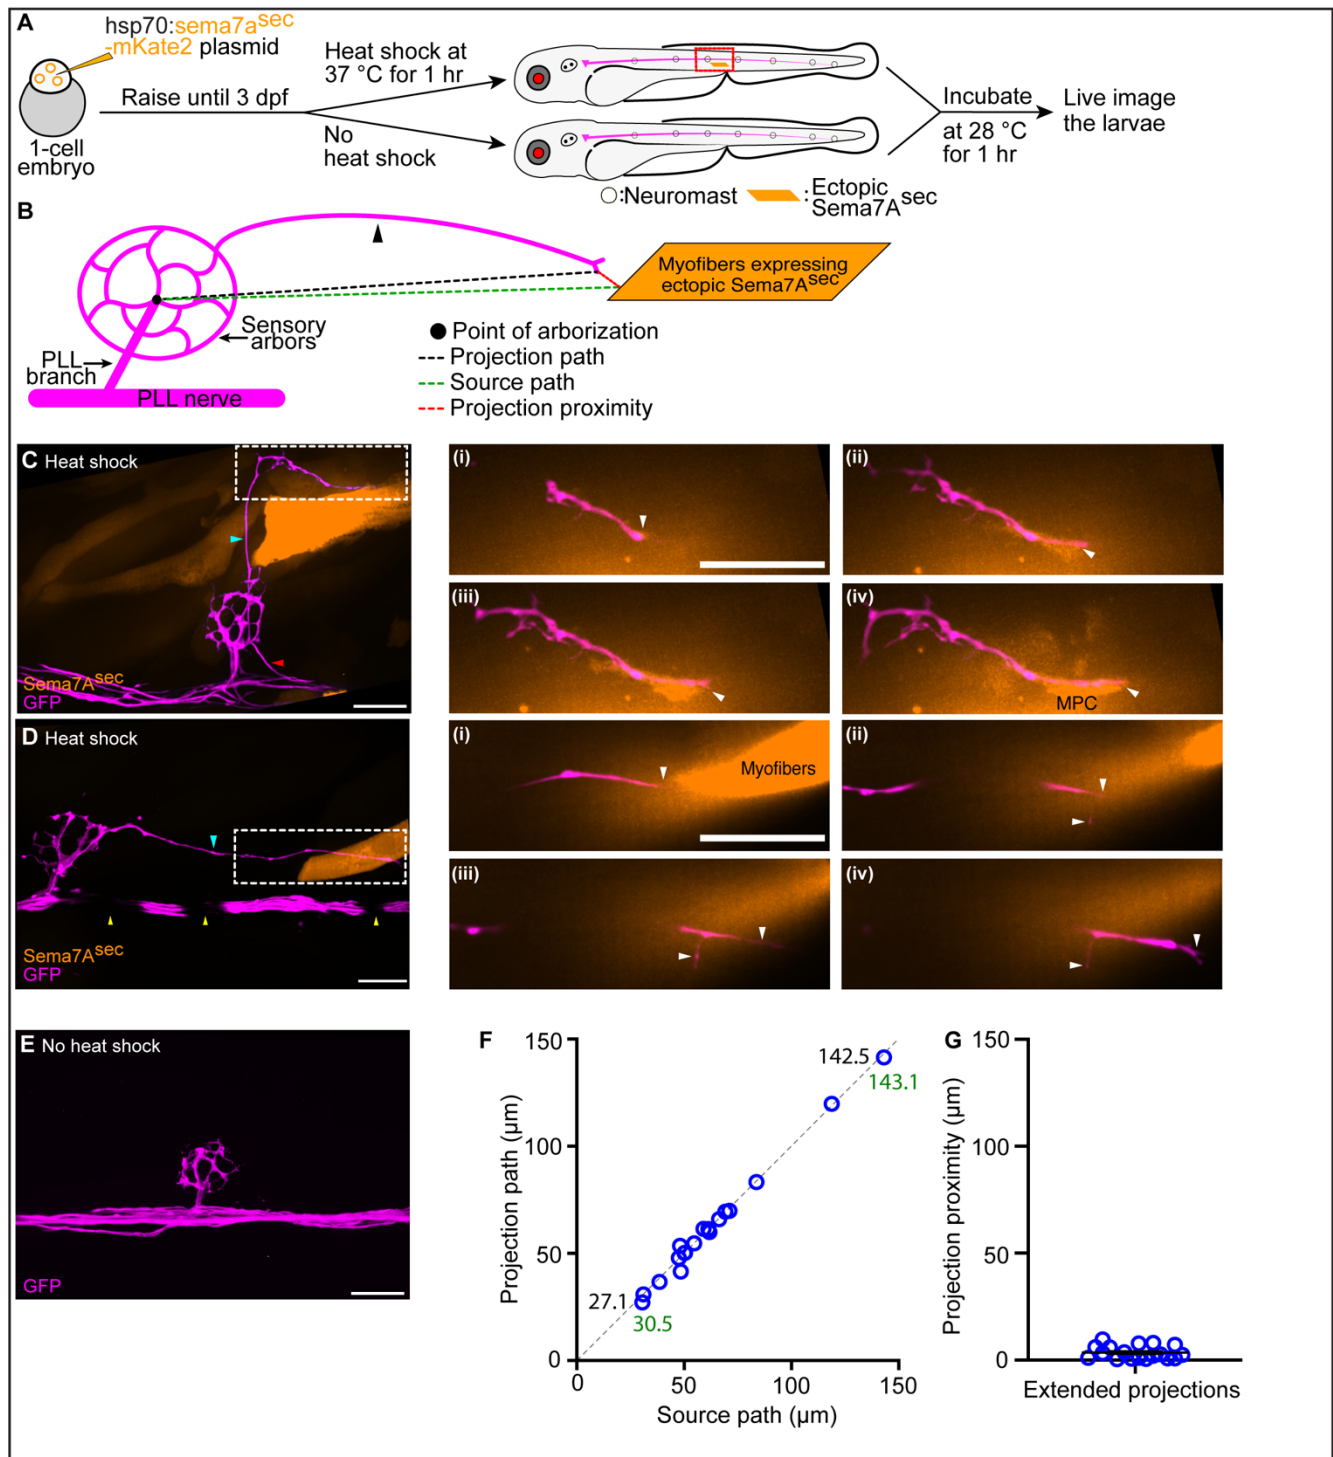 A
hsp70:sema7a^sec
-mKate2 plasmid
Raise until 3 dpf
1-cell
embryo
Heat shock at
37 °C for 1 hr
No
heat shock
Incubate
at 28 °C
for 1 hr
Live image
the larvae
:Neuromast
:Ectopic
Sema7A^sec
B
Myofibers expressing
ectopic Sema7A^sec
Sensory
arbors
PLL
branch
PLL nerve
Point of arborization
Projection path
Source path
Projection proximity
C Heat shock
Sema7A^sec
GFP
(i)
(ii)
(iii)
(iv)
MPC
D Heat shock
Sema7A^sec
GFP
(i)
Myofibers
(ii)
(iii)
(iv)
E No heat shock
GFP
F
Projection path (µm)
150
100
50
0
142.5
143.1
27.1
30.5
0
50
100
150
Source path (µm)
G
Projection proximity (µm)
150
100
50
0
Extended projections